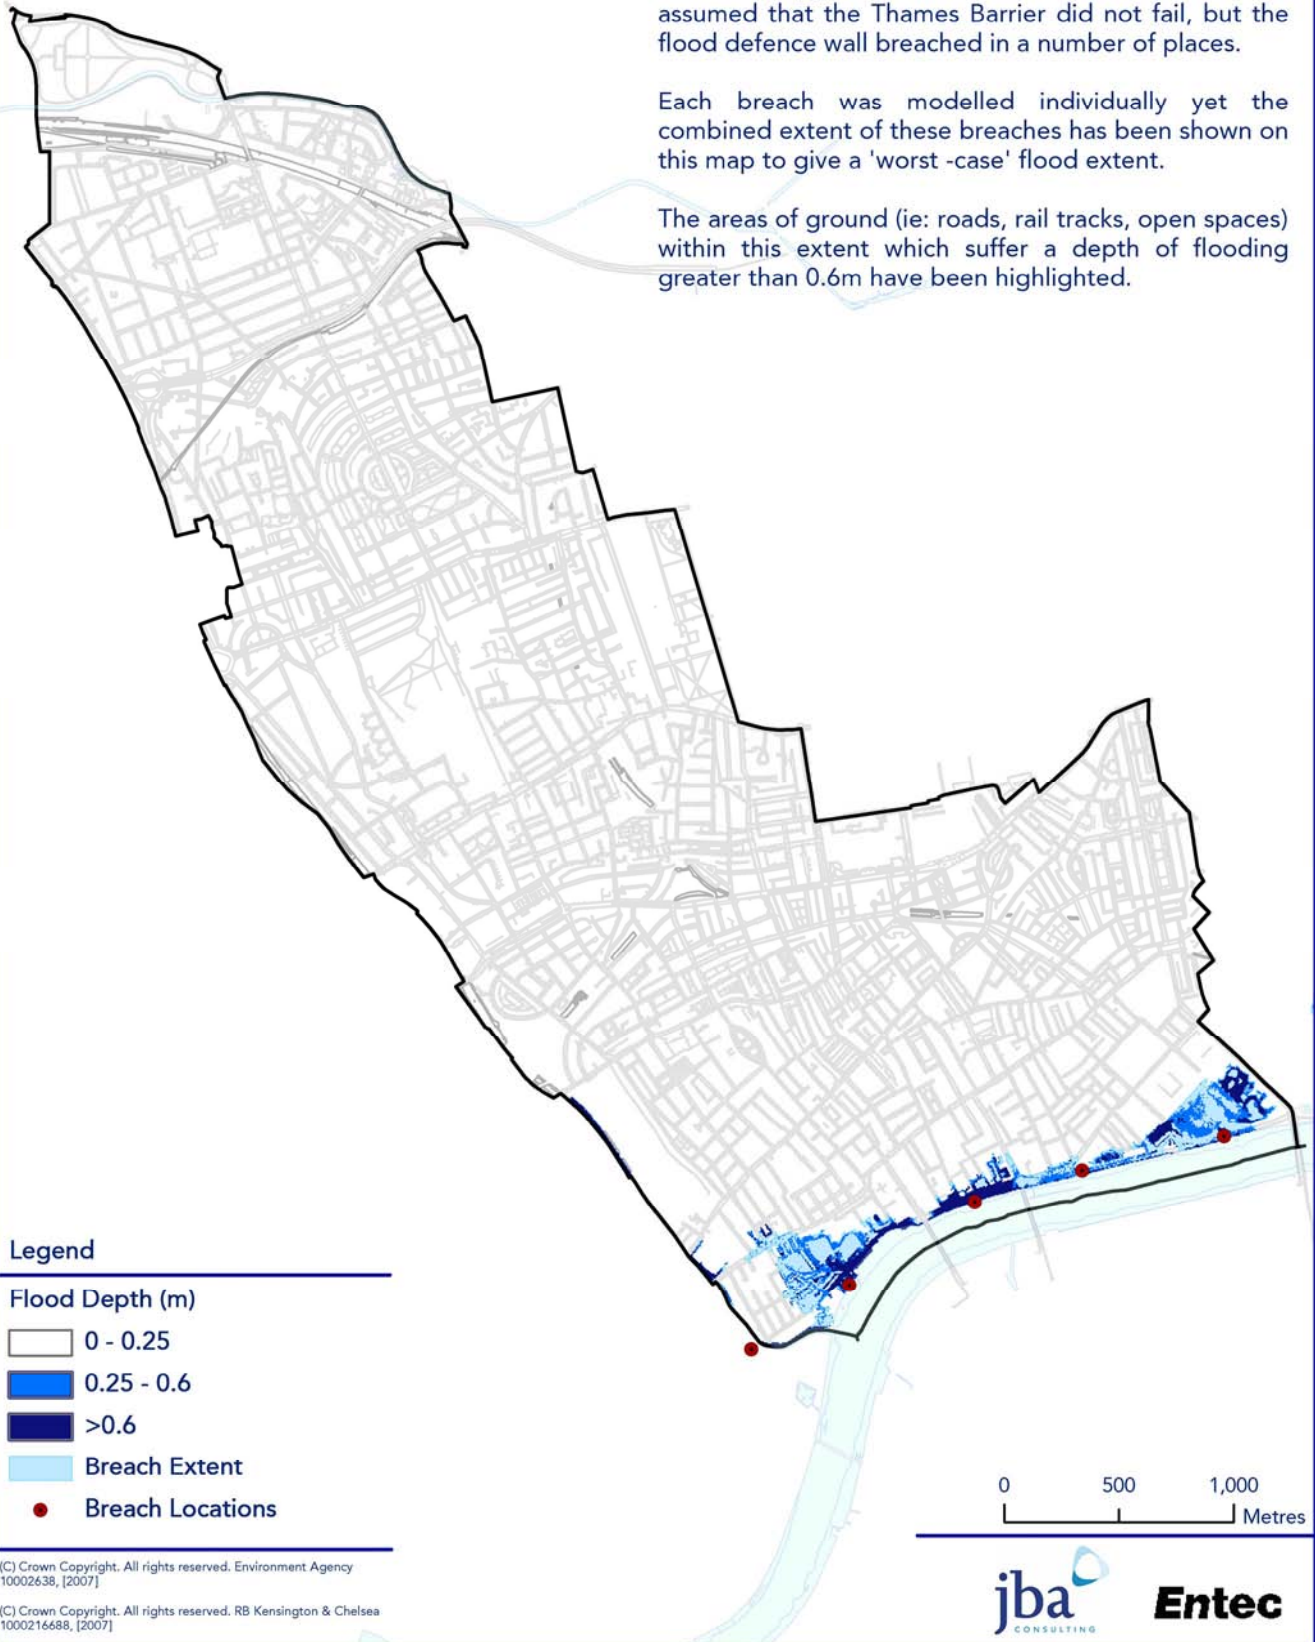 assumed that the Thames Barrier did not fail, but the
flood defence wall breached in a number of places.
Each breach was modelled individually yet the
combined extent of these breaches has been shown on
this map to give a 'worst -case' flood extent.
The areas of ground (ie: roads, rail tracks, open spaces)
within this extent which suffer a depth of flooding
greater than 0.6m have been highlighted.
Legend
Flood Depth (m)
0 - 0.25
0.25 - 0.6
>0.6
Breach Extent
Breach Locations
0 500 1,000
Metres
(C) Crown Copyright. All rights reserved. Environment Agency
10002638, [2007]
(C) Crown Copyright. All rights reserved. RB Kensington & Chelsea
1000216688, [2007]
jba
CONSULTING
Entec